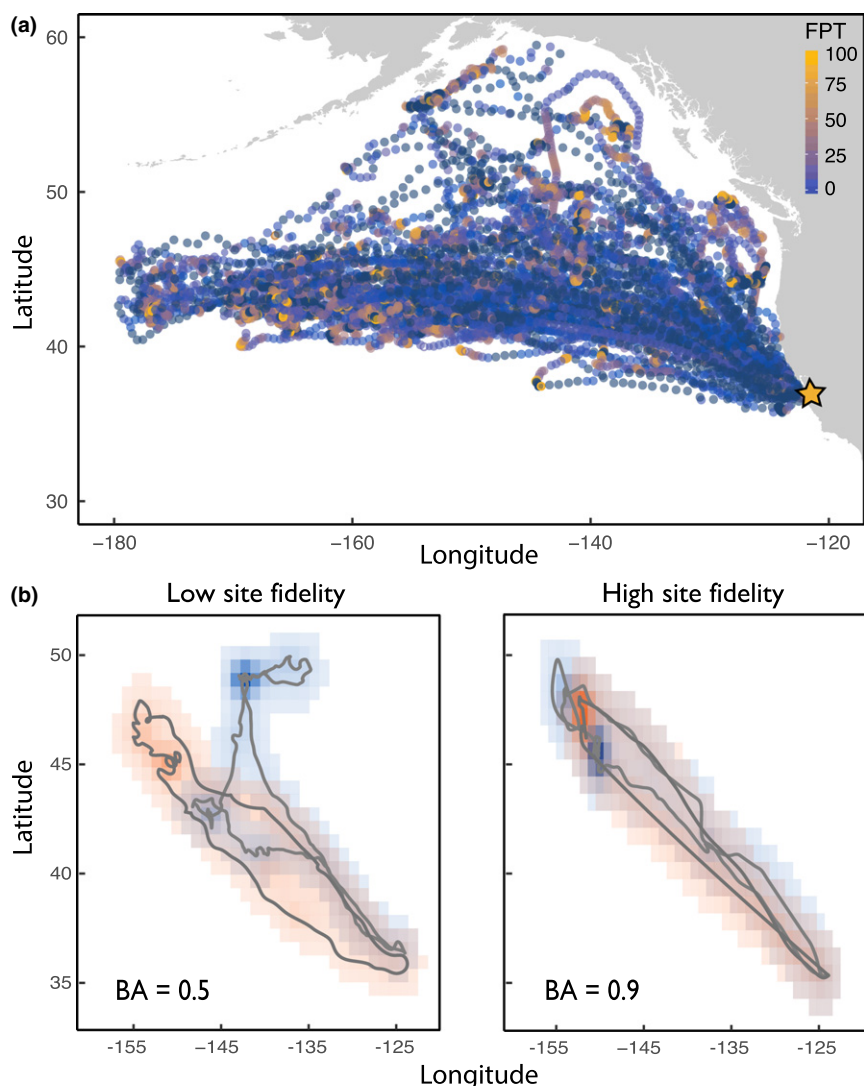 (a)
60
50
40
30
Latitude
−180
−160
−140
−120
Longitude
FPT
100
75
50
25
0
(b)
Low site fidelity
High site fidelity
50
45
40
35
Latitude
BA = 0.5
BA = 0.9
-155
-145
-135
-125
-155
−145
-135
-125
Longitude